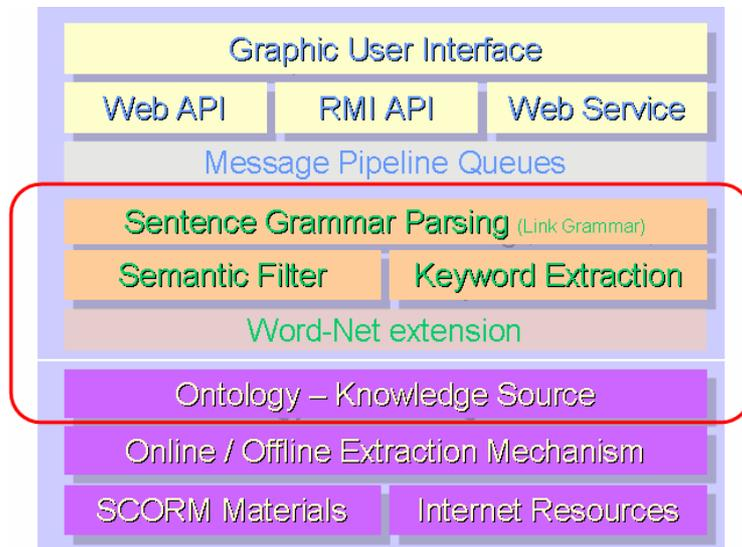 Graphic User Interface
Web API RMI API Web Service
Message Pipeline Queues
Sentence Grammar Parsing (Link Grammar)
Semantic Filter Keyword Extraction
Word-Net extension
Ontology – Knowledge Source
Online / Offline Extraction Mechanism
SCORM Materials Internet Resources